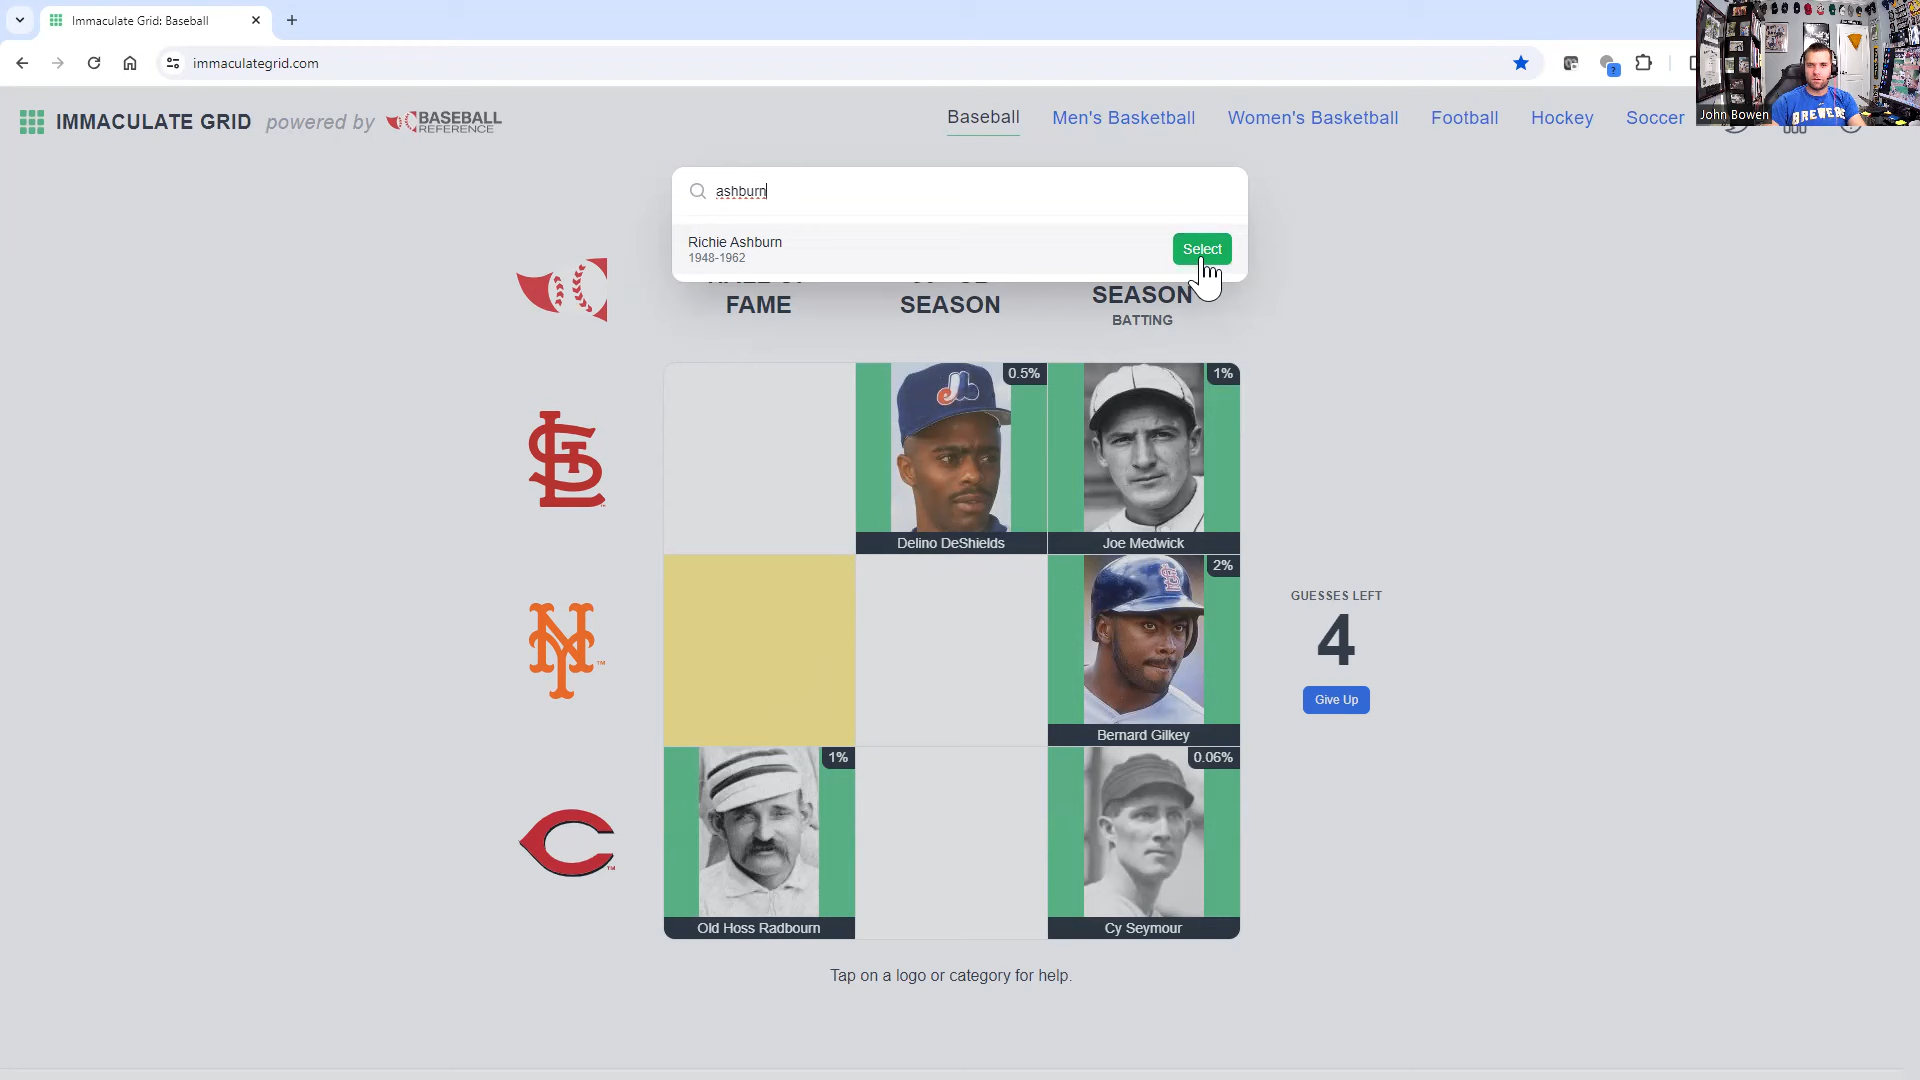 Immaculate Grid: Baseball
immaculategrid.com
?
John Bowen
BREWERS
IMMACULATE GRID powered by BASEBALL REFERENCE
Baseball Men's Basketball Women's Basketball Football Hockey Soccer
ashburn
Richie Ashburn
1948-1962
Select
FAME
SEASON
SEASON
BATTING
STL
0.5%
Delino DeShields
1%
Joe Medwick
NY
2%
Bernard Gilkey
GUESSES LEFT
4
Give Up
C
1%
Old Hoss Radbourn
0.06%
Cy Seymour
Tap on a logo or category for help.